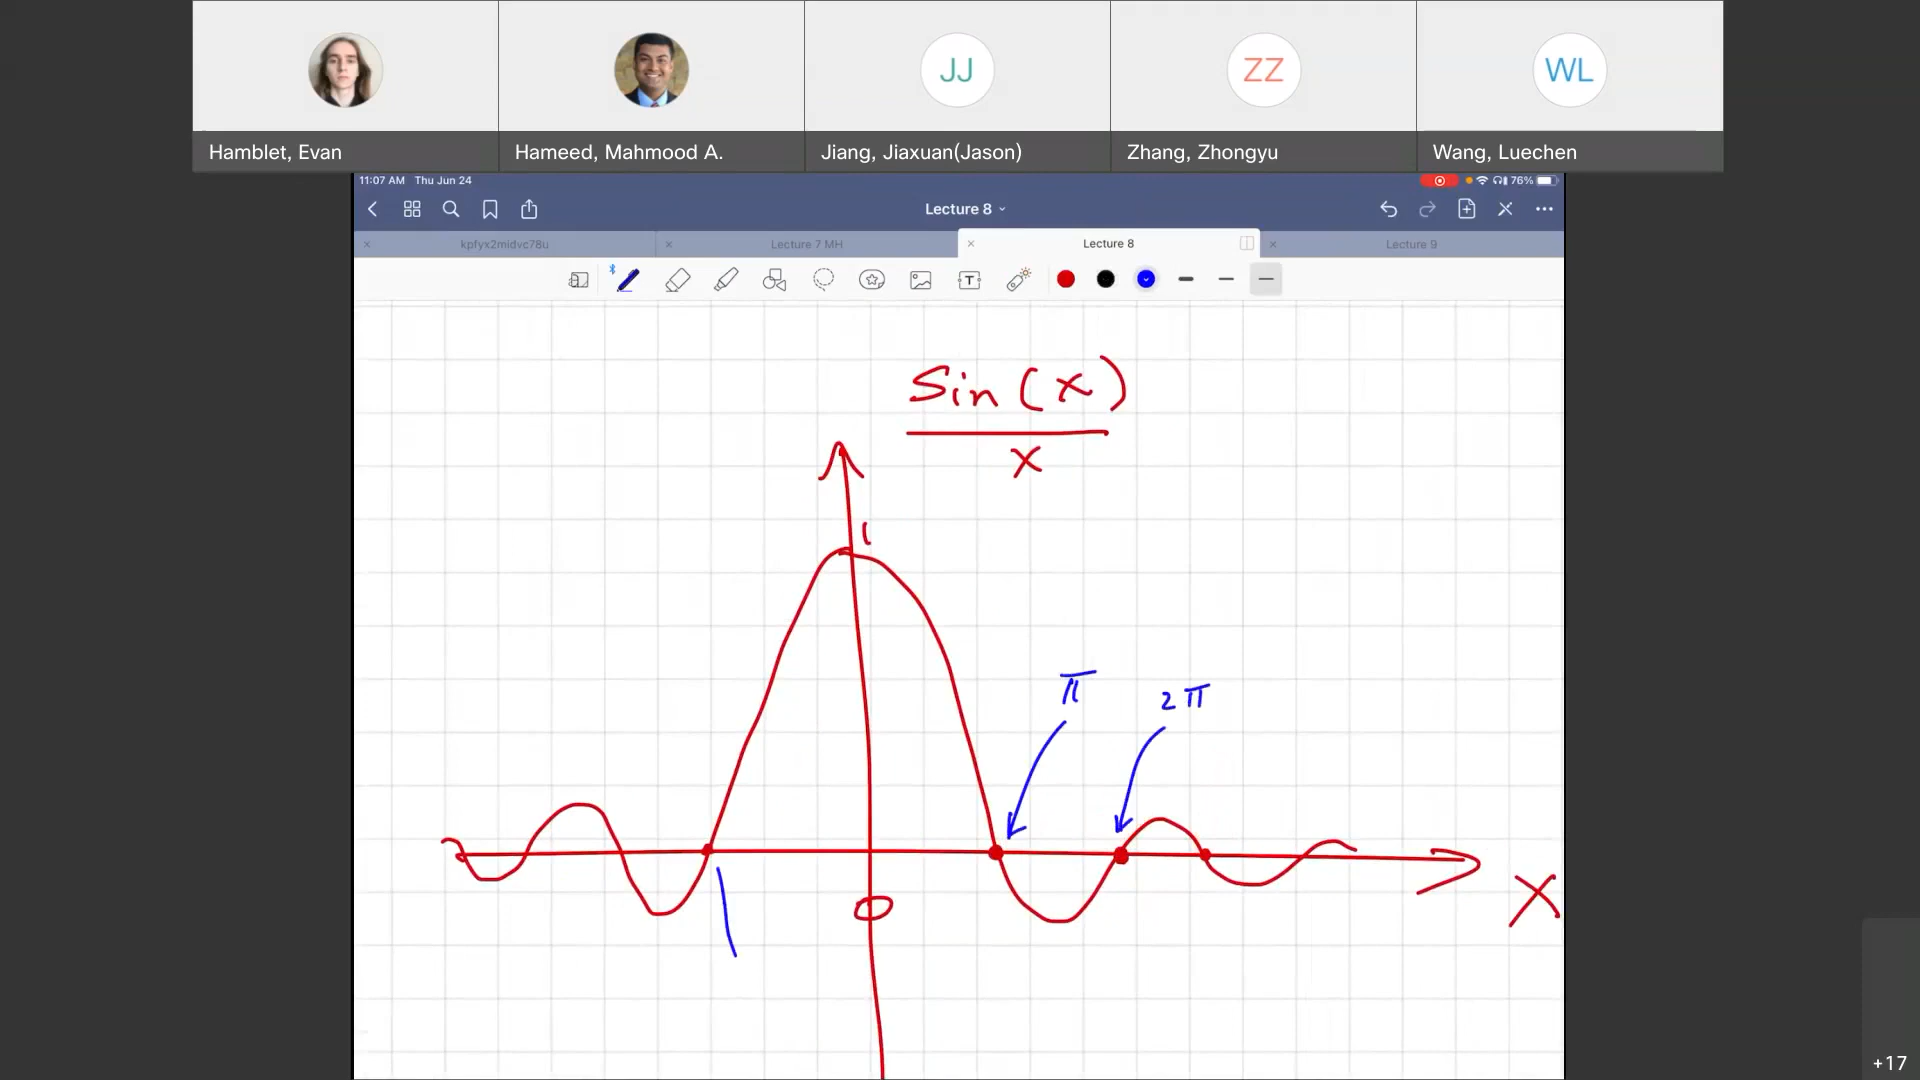 JJ
ZZ
WL
Hamblet, Evan
Hameed, Mahmood A.
Jiang, Jiaxuan(Jason)
Zhang, Zhongyu
Wang, Luechen
11:07 AM Thu Jun 24
76%
Lecture 8
kpfyx2midvc78u
Lecture 7 MH
Lecture 8
Lecture 9
T
Sin (x)
x
1
π
2π
0
X
+17